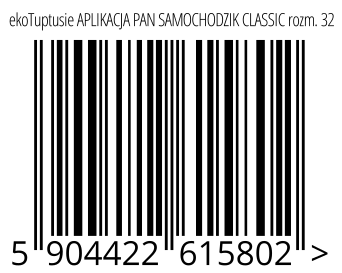 ekoTuptusie APLIKACJA PAN SAMOCHODZIK CLASSIC rozm. 32
5 904422 615802 >